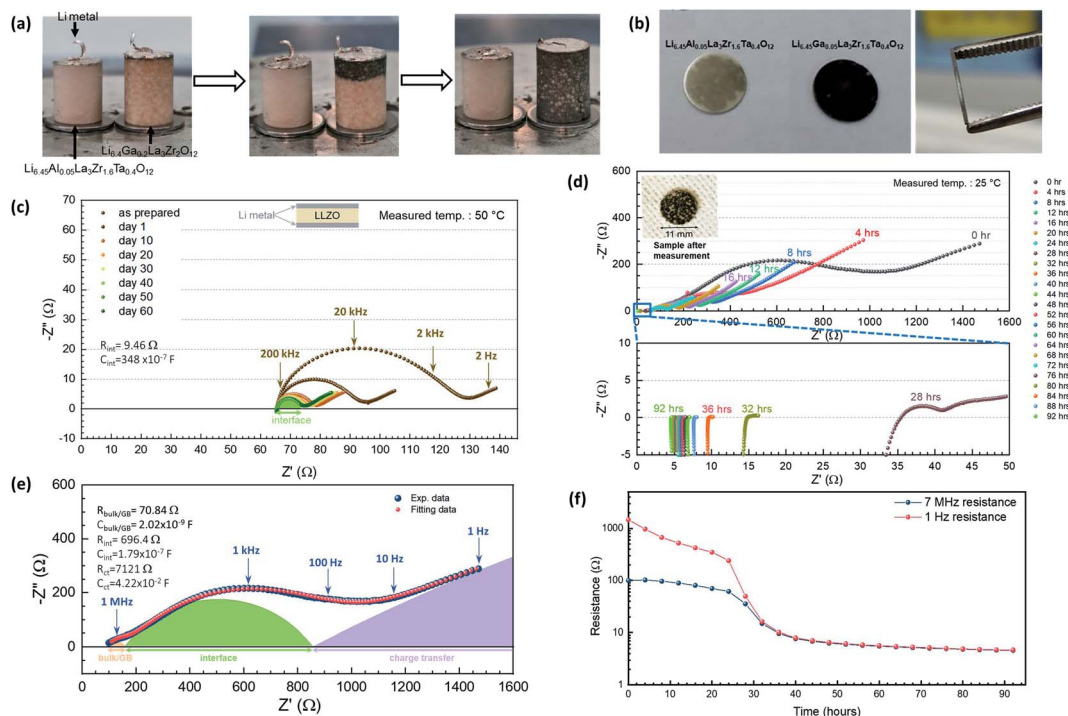 (a)
Li metal
Li6.4Ga0.2La3Zr2O12
Li6.45Al0.05La3Zr1.6Ta0.4O12
(b)
Li6.45Al0.05La3Zr1.6Ta0.4O12
Li6.45Ga0.05La3Zr1.6Ta0.4O12
(c)
as prepared
day 1
day 10
day 20
day 30
day 40
day 50
day 60
Li metal
LLZO
Measured temp. : 50 °C
Rint= 9.46 Ω
Cint=348 x10-7 F
200 kHz
20 kHz
2 kHz
2 Hz
interface
-Z" (Ω)
70
60
50
40
30
20
10
0
-10
0 10 20 30 40 50 60 70 80 90 100 110 120 130 140
Z' (Ω)
(d)
Measured temp. : 25 °C
11 mm
Sample after
measurement
0 hr
4 hrs
8 hrs
12 hrs
16 hrs
-Z'' (Ω)
600
400
200
0
0 200 400 600 800 1000 1200 1400 1600
Z' (Ω)
92 hrs
36 hrs
32 hrs
28 hrs
-Z" (Ω)
10
5
0
-5
0 5 10 15 20 25 30 35 40 45 50
Z' (Ω)
0 hr
4 hrs
8 hrs
12 hrs
16 hrs
20 hrs
24 hrs
28 hrs
32 hrs
36 hrs
40 hrs
44 hrs
48 hrs
52 hrs
56 hrs
60 hrs
64 hrs
68 hrs
72 hrs
76 hrs
80 hrs
84 hrs
88 hrs
92 hrs
(e)
Rbulk/GB= 70.84 Ω
Cbulk/GB= 2.02x10-9 F
Rint= 696.4 Ω
Cint=1.79x10-7 F
Rct=7121 Ω
Cct=4.22x10-2 F
Exp. data
Fitting data
1 MHz
1 kHz
100 Hz
10 Hz
1 Hz
bulk/GB
interface
charge transfer
-Z" (Ω)
600
400
200
0
0 200 400 600 800 1000 1200 1400 1600
Z' (Ω)
(f)
7 MHz resistance
1 Hz resistance
Resistance (Ω)
1000
100
10
1
0 10 20 30 40 50 60 70 80 90
Time (hours)